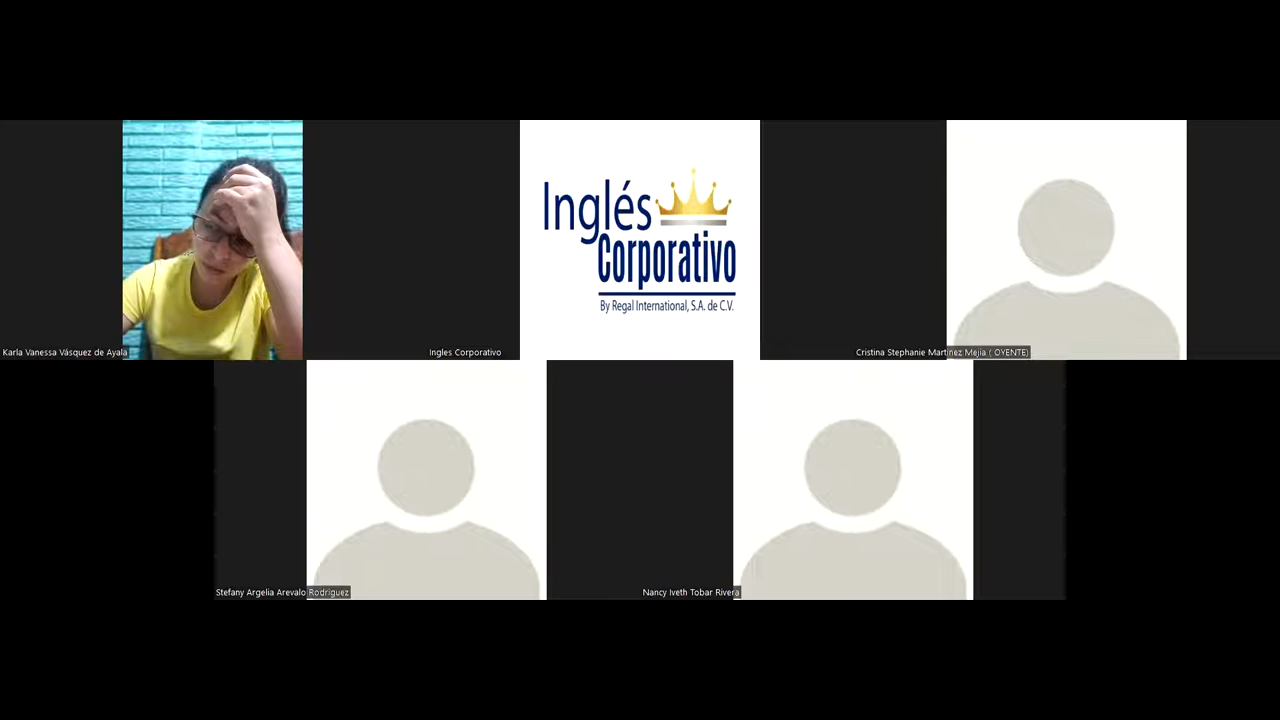 Inglés
Corporativo
By Regal International, S.A. de C.V.
Karla Vanessa Vásquez de Ayala
Ingles Corporativo
Cristina Stephanie Martinez Mejia ( OYENTE)
Stefany Argelia Arevalo Rodriguez
Nancy Iveth Tobar Rivera